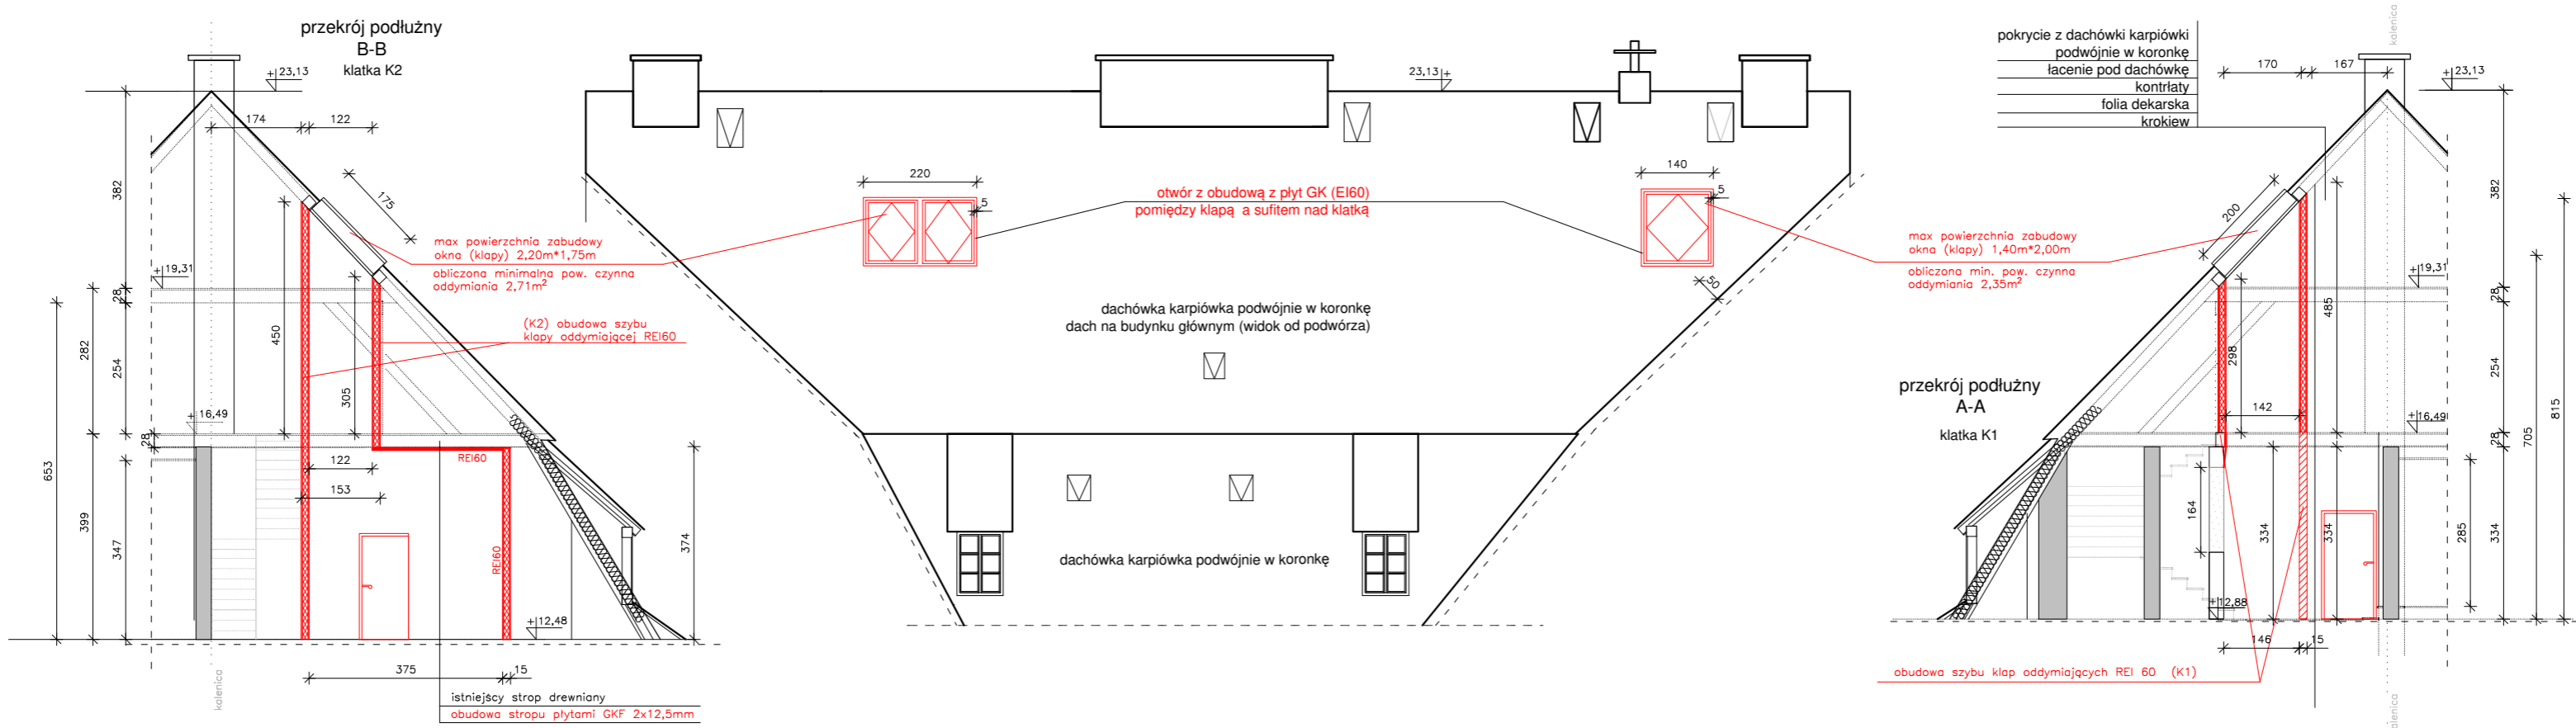 przekrój podłużny
B-B
klatka K2
+23,13
174
122
382
175
max powierzchnia zabudowy
okna (klapy) 2,20m*1,75m
obliczona minimalna pow. czynna
oddymiania 2,71m²
+19,31
28
450
(K2) obudowa szybu
klapy oddymiającej REI60
282
254
305
+16,49
28
REI60
122
153
653
399
347
374
REI60
+12,48
375
15
kalenica
istniejscy strop drewniany
obudowa stropu płytami GKF 2x12,5mm
23,13+
220
5
otwór z obudową z płyt GK (EI60)
pomiędzy klapą a sufitem nad klatką
140
5
50
dachówka karpiówka podwójnie w koronkę
dach na budynku głównym (widok od podwórza)
dachówka karpiówka podwójnie w koronkę
pokrycie z dachówki karpiówki
podwójnie w koronkę
łacenie pod dachówkę
kontrłaty
folia dekarska
krokiew
kalenica
170
167
+23,13
200
382
max powierzchnia zabudowy
okna (klapy) 1,40m*2,00m
obliczona min. pow. czynna
oddymiania 2,35m²
+19,31
28
485
298
254
przekrój podłużny
A-A
klatka K1
142
+16,49
28
815
705
164
334
334
285
334
+12,88
146
15
obudowa szybu klap oddymiających REI 60 (K1)
kalenica